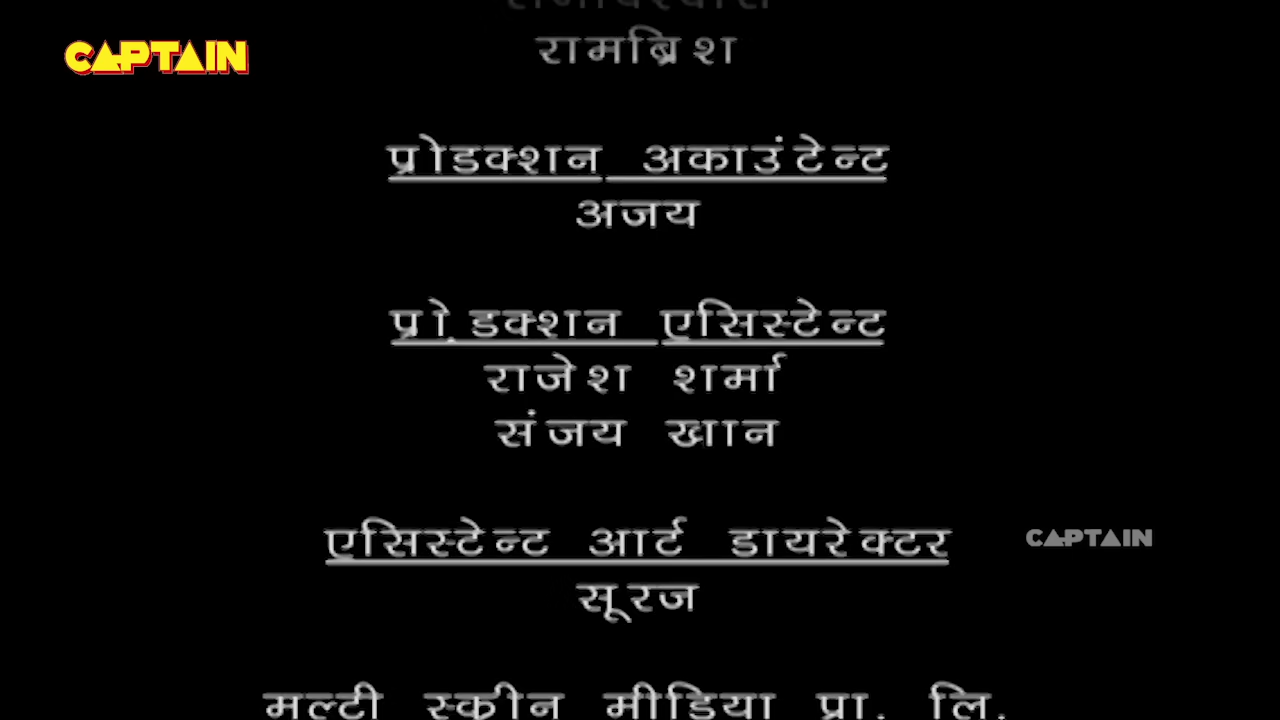 CAPTAIN
रामब्रिश
प्रोडक्शन अकाउंटेन्ट
अजय
प्रो.डक्शन एसिस्टेन्ट
राजेश शर्मा
संजय खान
एसिस्टेन्ट आर्ट डायरेक्टर
CAPTAIN
सूरज
मल्टी स्क्रीन मीडिया प्रा. लि.